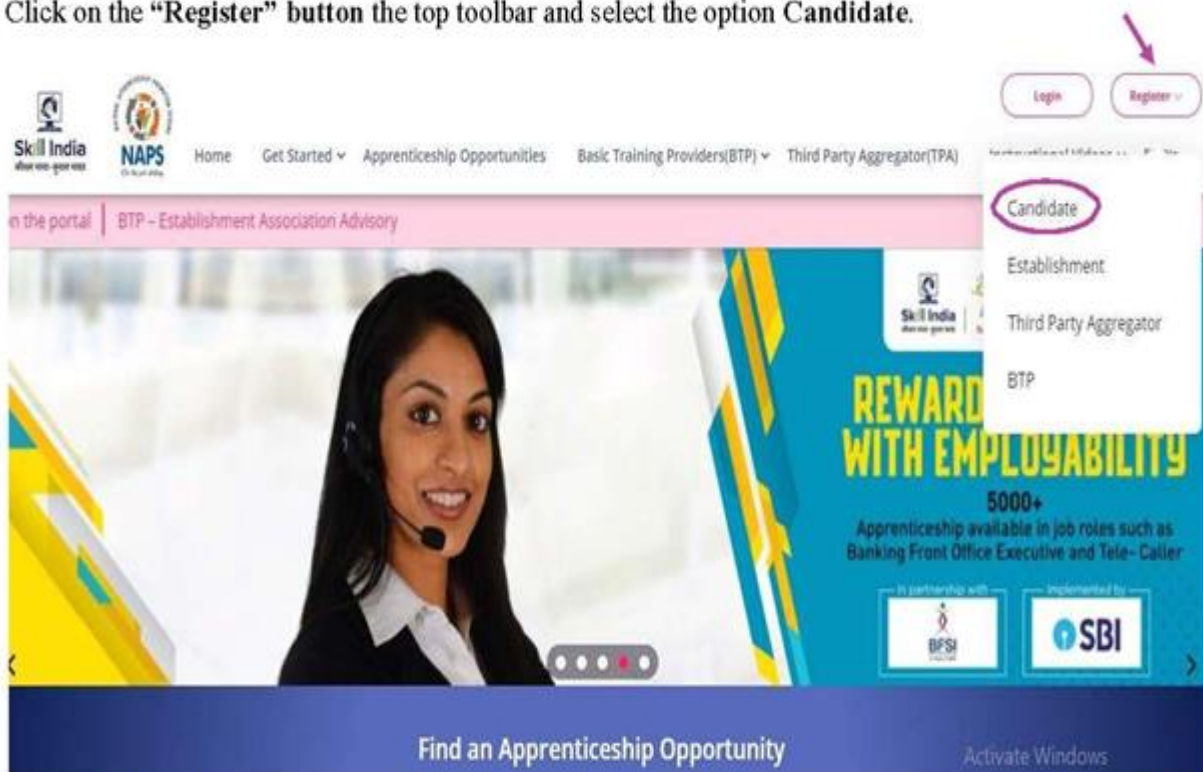 Click on the “Register” button the top toolbar and select the option Candidate.
Login
Register
Skill India
NAPS
Home
Get Started
Apprenticeship Opportunities
Basic Training Providers(BTP)
Third Party Aggregator(TPA)
Candidate
Establishment
Third Party Aggregator
BTP
n the portal
BTP – Establishment Association Advisory
Skill India
REWARD
WITH EMPLOYABILITY
5000+
Apprenticeship available in job roles such as
Banking Front Office Executive and Tele- Caller
In partnership with
Implemented by
BFSI
SBI
Find an Apprenticeship Opportunity
Activate Windows